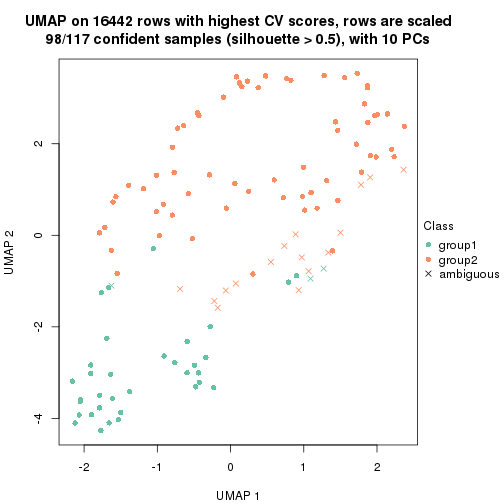 UMAP on 16442 rows with highest CV scores, rows are scaled
98/117 confident samples (silhouette > 0.5), with 10 PCs
UMAP 2
2
0
-2
-4
-2
-1
0
1
2
UMAP 1
Class
group1
group2
ambiguous